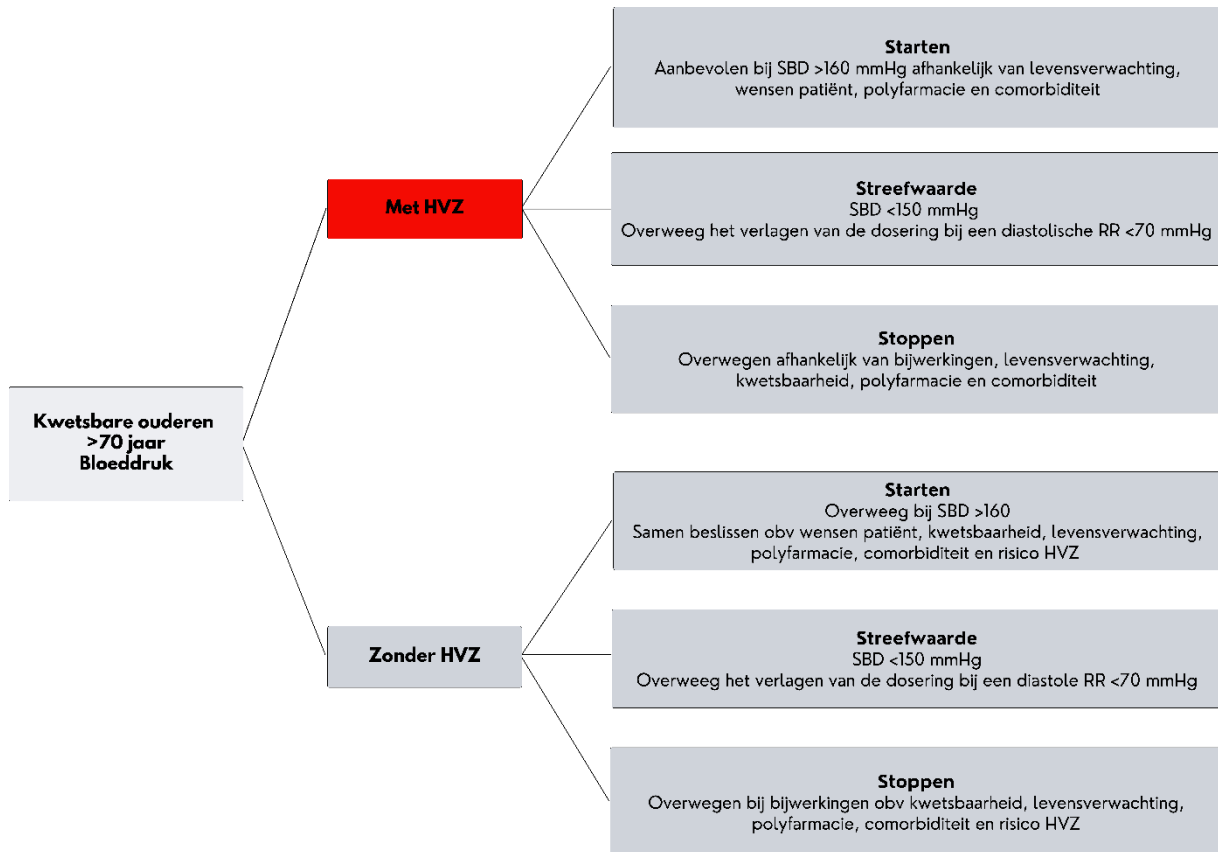 Kwetsbare ouderen
>70 jaar
Bloeddruk
Met HVZ
Starten
Aanbevolen bij SBD >160 mmHg afhankelijk van levensverwachting,
wensen patiënt, polyfarmacie en comorbiditeit
Streefwaarde
SBD <150 mmHg
Overweeg het verlagen van de dosering bij een diastolische RR <70 mmHg
Stoppen
Overwegen afhankelijk van bijwerkingen, levensverwachting,
kwetsbaarheid, polyfarmacie en comorbiditeit
Zonder HVZ
Starten
Overweeg bij SBD >160
Samen beslissen obv wensen patiënt, kwetsbaarheid, levensverwachting,
polyfarmacie, comorbiditeit en risico HVZ
Streefwaarde
SBD <150 mmHg
Overweeg het verlagen van de dosering bij een diastole RR <70 mmHg
Stoppen
Overwegen bij bijwerkingen obv kwetsbaarheid, levensverwachting,
polyfarmacie, comorbiditeit en risico HVZ